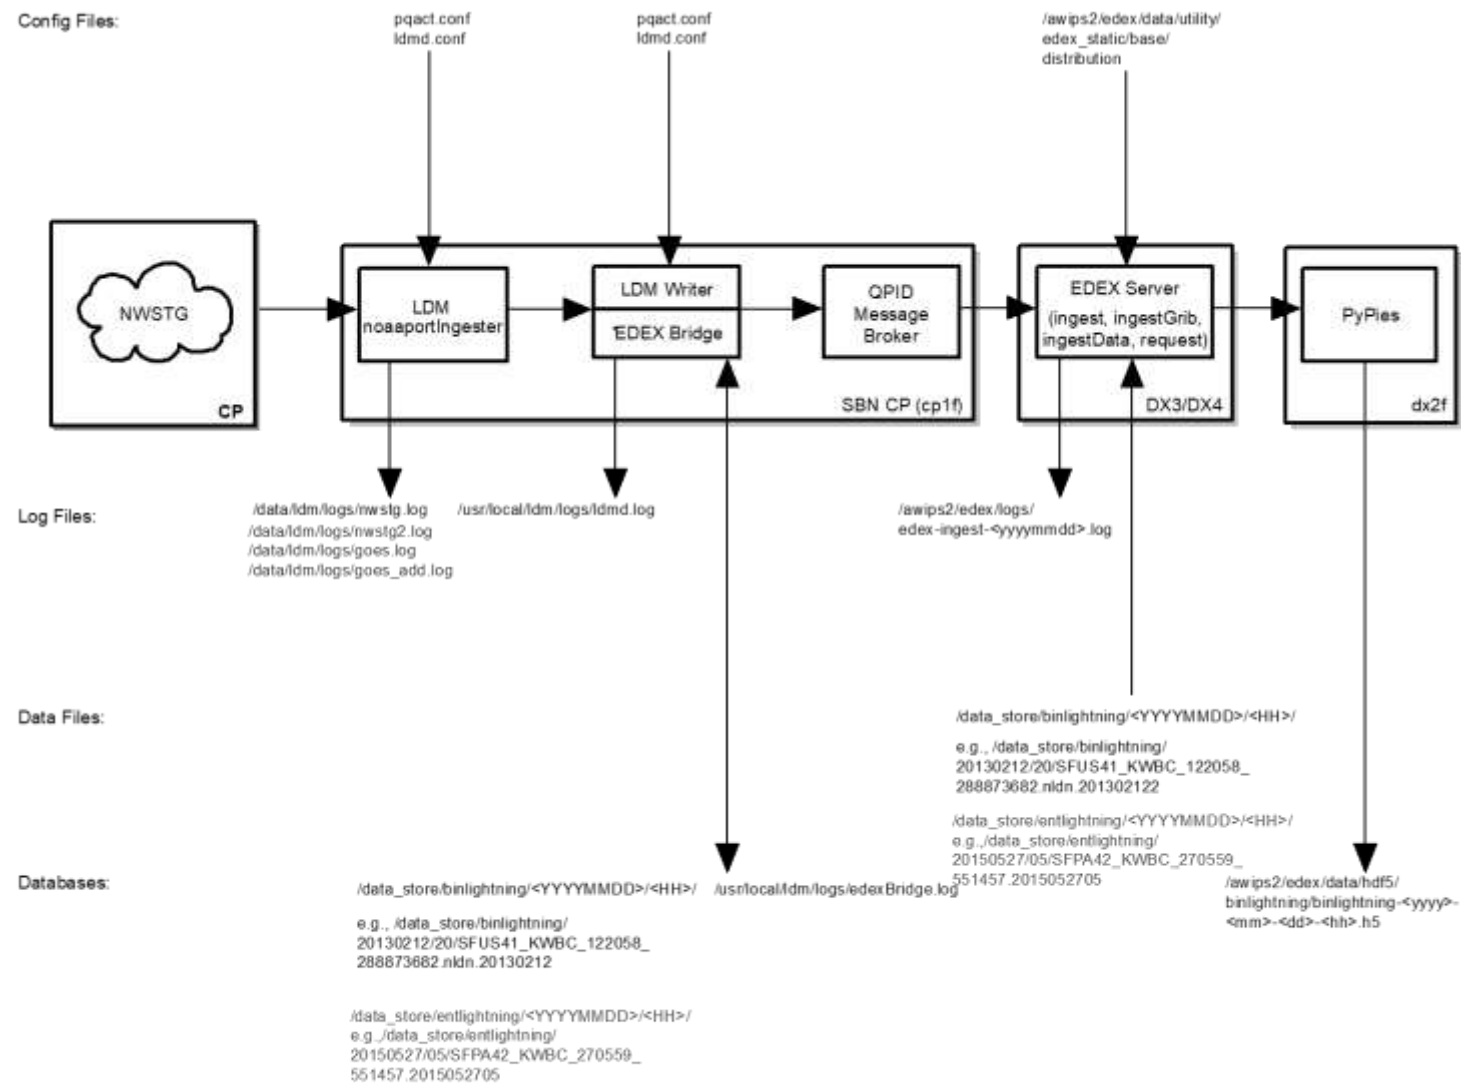 Config Files:
pqact.conf
ldmd.conf
pqact.conf
ldmd.conf
/awips2/edex/data/utility/
edex_static/base/
distribution
NWSTG
CP
LDM
noaaportIngester
LDM Writer
EDEX Bridge
QPID
Message
Broker
SBN CP (cp1f)
EDEX Server
(ingest, ingestGrib,
ingestData, request)
DX3/DX4
PyPies
dx2f
Log Files:
/data/ldm/logs/nwstg.log
/data/ldm/logs/nwstg2.log
/data/ldm/logs/goes.log
/data/ldm/logs/goes_add.log
/usr/local/ldm/logs/ldmd.log
/awips2/edex/logs/
edex-ingest-<yyyymmdd>.log
Data Files:
/data_store/binlightning/<YYYYMMDD>/<HH>/
e.g., /data_store/binlightning/
20130212/20/SFUS41_KWBC_122058_
288873682.nldn.201302122
/data_store/entlightning/<YYYYMMDD>/<HH>/
e.g.,/data_store/entlightning/
20150527/05/SFPA42_KWBC_270559_
551457.2015052705
Databases:
/data_store/binlightning/<YYYYMMDD>/<HH>/
e.g., /data_store/binlightning/
20130212/20/SFUS41_KWBC_122058_
288873682.nldn.20130212
/data_store/entlightning/<YYYYMMDD>/<HH>/
e.g.,/data_store/entlightning/
20150527/05/SFPA42_KWBC_270559_
551457.2015052705
/usr/local/ldm/logs/edexBridge.log
/awips2/edex/data/hdf5/
binlightning/binlightning-<yyyy>-
<mm>-<dd>-<hh>.h5